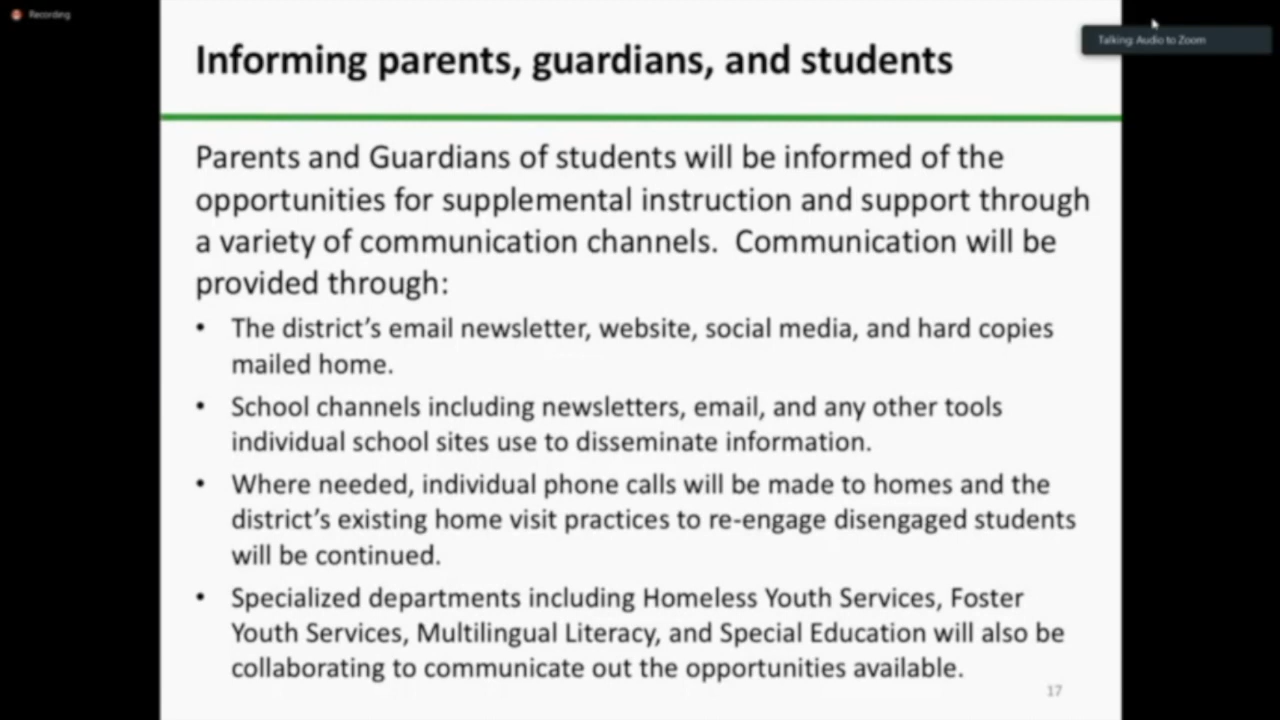 Recording
Talking: Audio to Zoom
Informing parents, guardians, and students
Parents and Guardians of students will be informed of the
opportunities for supplemental instruction and support through
a variety of communication channels.  Communication will be
provided through:
• The district’s email newsletter, website, social media, and hard copies
mailed home.
• School channels including newsletters, email, and any other tools
individual school sites use to disseminate information.
• Where needed, individual phone calls will be made to homes and the
district’s existing home visit practices to re-engage disengaged students
will be continued.
• Specialized departments including Homeless Youth Services, Foster
Youth Services, Multilingual Literacy, and Special Education will also be
collaborating to communicate out the opportunities available.
17